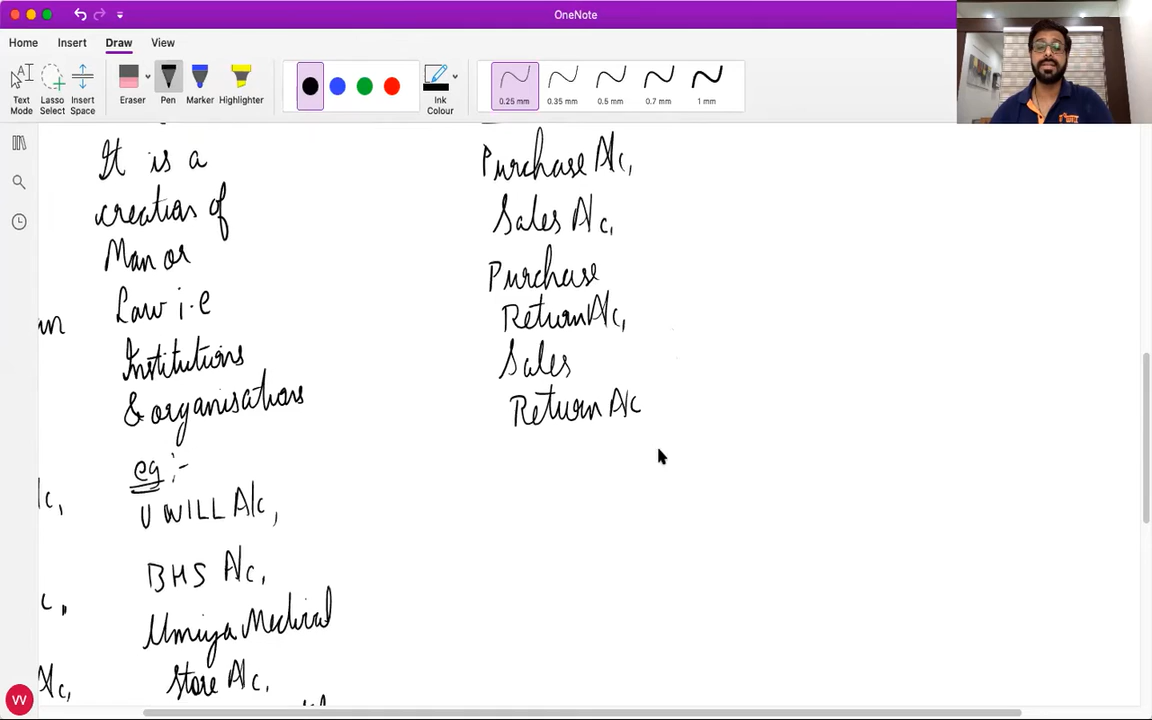 OneNote
Home
Insert
Draw
View
Text Mode
Lasso Select
Insert Space
Eraser
Pen
Marker
Highlighter
Ink Colour
0.25 mm
0.35 mm
0.5 mm
0.7 mm
1 mm
It is a
creation of
Man or
Law i.e
Institutions
& organisations
eg :-
U WILL A/c,
BHS A/c,
Umiya Medical
Store A/c,
Purchase A/c,
Sales A/c,
Purchase
Return A/c,
Sales
Return A/c
VV